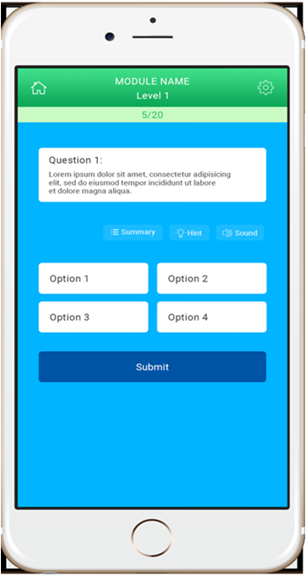 MODULE NAME
Level 1
5/20
Question 1:
Lorem ipsum dolor sit amet, consectetur adipisicing
elit, sed do eiusmod tempor incididunt ut labore
et dolore magna aliqua.
Summary Hint Sound
Option 1 Option 2
Option 3 Option 4
Submit